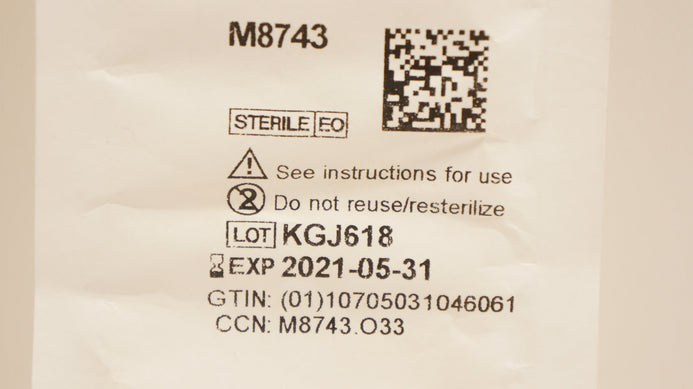 M8743
STERILE EO
See instructions for use
2 Do not reuse/resterilize
LOT KGJ618
EXP 2021-05-31
GTIN: (01)10705031046061
CCN: M8743.O33